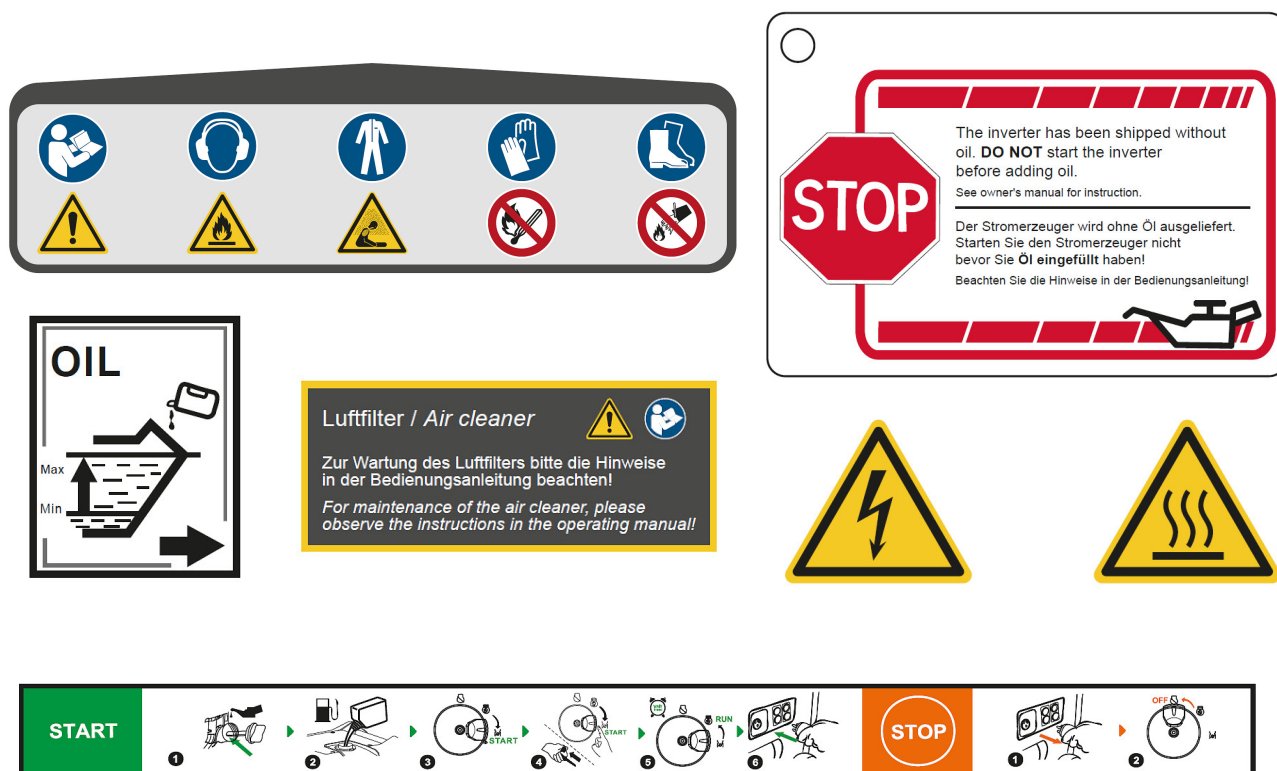 STOP
The inverter has been shipped without
oil. DO NOT start the inverter
before adding oil.
See owner's manual for instruction.
Der Stromerzeuger wird ohne Öl ausgeliefert.
Starten Sie den Stromerzeuger nicht
bevor Sie Öl eingefüllt haben!
Beachten Sie die Hinweise in der Bedienungsanleitung!
OIL
Max
Min
Luftfilter / Air cleaner
Zur Wartung des Luftfilters bitte die Hinweise
in der Bedienungsanleitung beachten!
For maintenance of the air cleaner, please
observe the instructions in the operating manual!
START
1
2
3
START
4
START
5
RUN
6
STOP
1
2
OFF